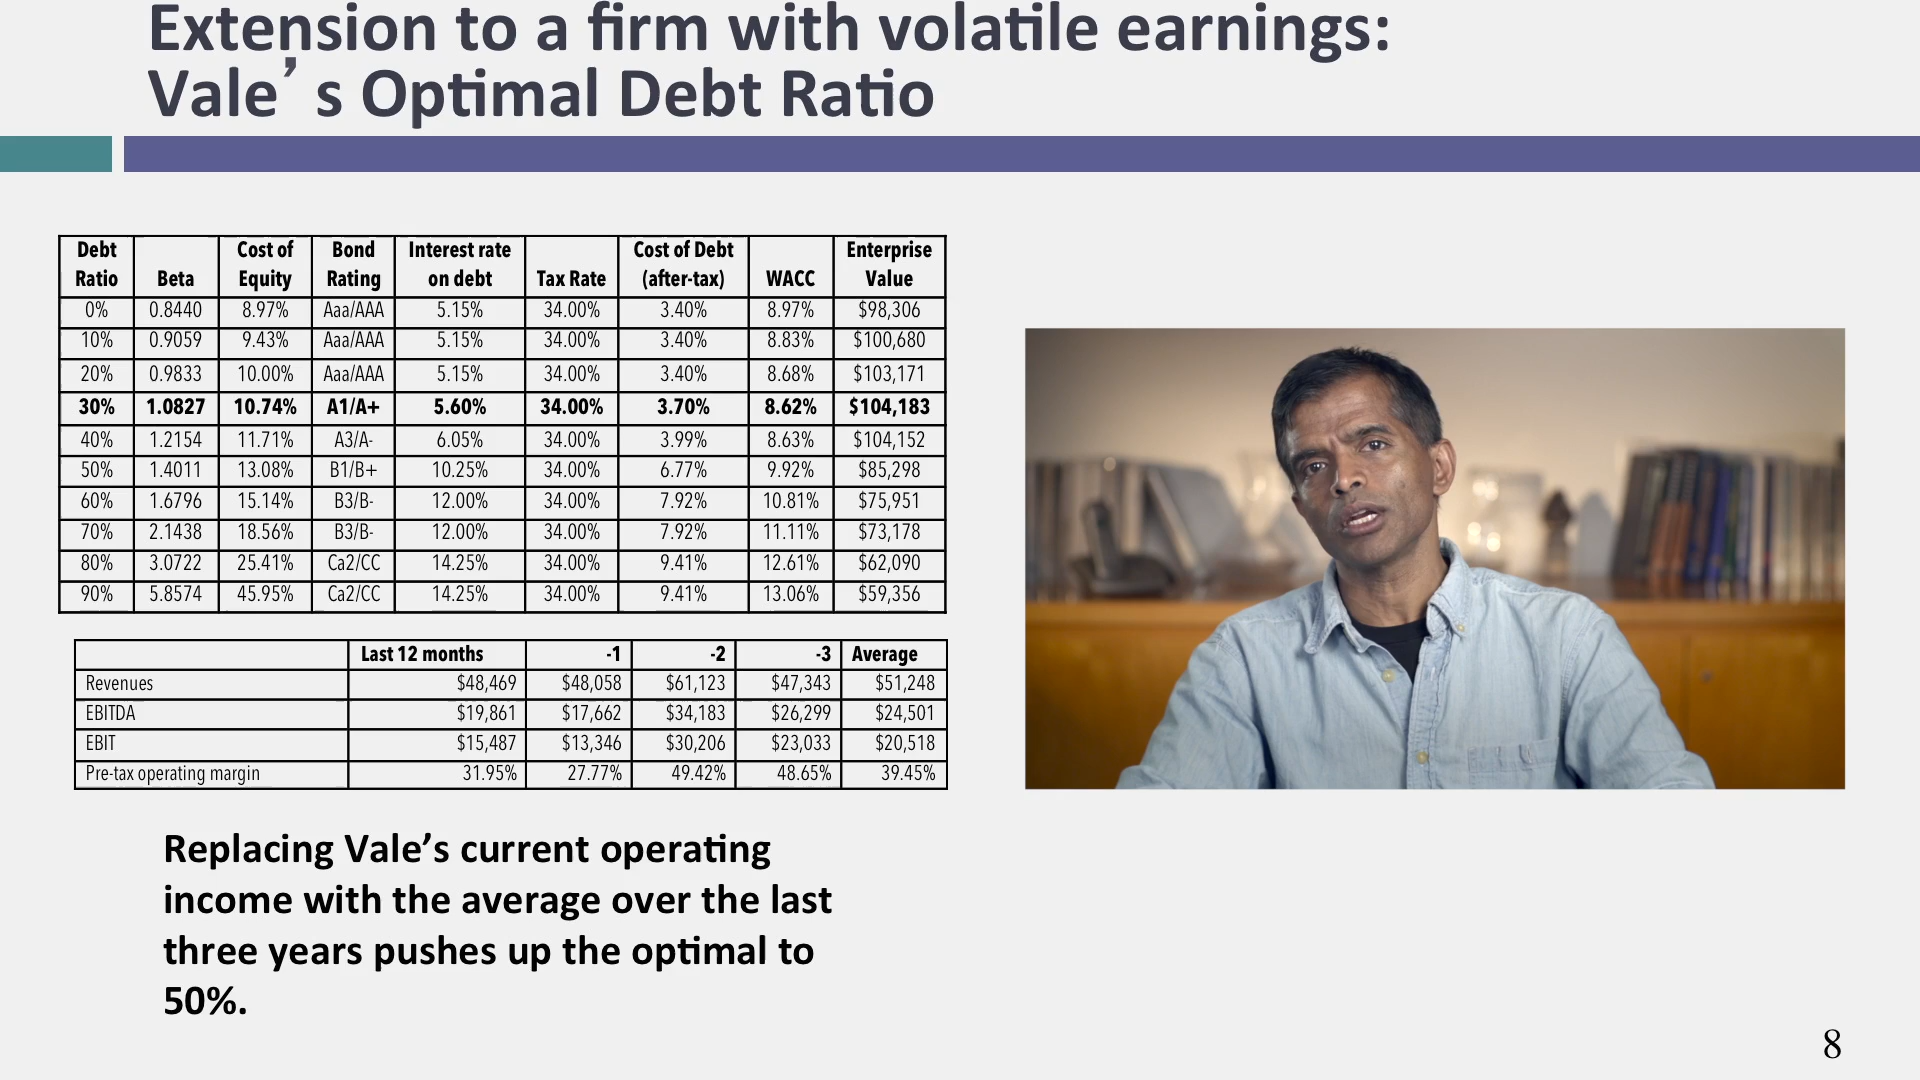 Extension to a firm with volatile earnings:
Vale's Optimal Debt Ratio
Debt Ratio | Beta | Cost of Equity | Bond Rating | Interest rate on debt | Tax Rate | Cost of Debt (after-tax) | WACC | Enterprise Value
0% 0.8440 8.97% Aaa/AAA 5.15% 34.00% 3.40% 8.97% $98,306
10% 0.9059 9.43% Aaa/AAA 5.15% 34.00% 3.40% 8.83% $100,680
20% 0.9833 10.00% Aaa/AAA 5.15% 34.00% 3.40% 8.68% $103,171
30% 1.0827 10.74% A1/A+ 5.60% 34.00% 3.70% 8.62% $104,183
40% 1.2154 11.71% A3/A- 6.05% 34.00% 3.99% 8.63% $104,152
50% 1.4011 13.08% B1/B+ 10.25% 34.00% 6.77% 9.92% $85,298
60% 1.6796 15.14% B3/B- 12.00% 34.00% 7.92% 10.81% $75,951
70% 2.1438 18.56% B3/B- 12.00% 34.00% 7.92% 11.11% $73,178
80% 3.0722 25.41% Ca2/CC 14.25% 34.00% 9.41% 12.61% $62,090
90% 5.8574 45.95% Ca2/CC 14.25% 34.00% 9.41% 13.06% $59,356
Last 12 months -1 -2 -3 Average
Revenues $48,469 $48,058 $61,123 $47,343 $51,248
EBITDA $19,861 $17,662 $34,183 $26,299 $24,501
EBIT $15,487 $13,346 $30,206 $23,033 $20,518
Pre-tax operating margin 31.95% 27.77% 49.42% 48.65% 39.45%
Replacing Vale's current operating
income with the average over the last
three years pushes up the optimal to
50%.
8